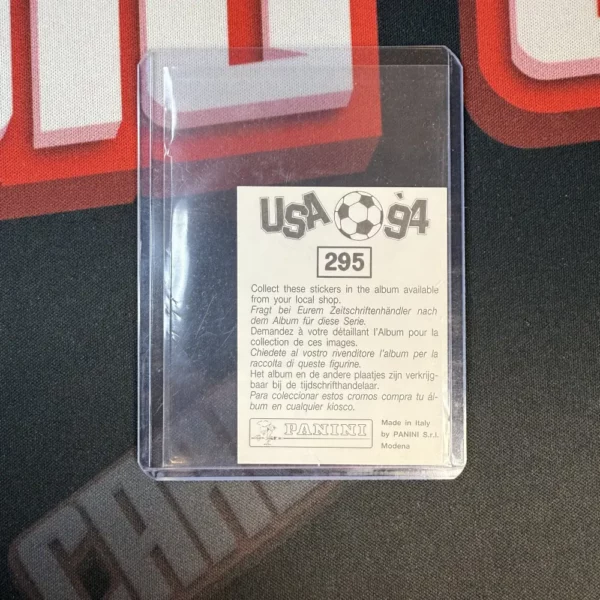 USA '94
295
Collect these stickers in the album available
from your local shop.
Fragt bei Eurem Zeitschriftenhändler nach
dem Album für diese Serie.
Demandez à votre détaillant l'Album pour la
collection de ces images.
Chiedete al vostro rivenditore l'album per la
raccolta di queste figurine.
Het album en de andere plaatjes zijn verkrijg-
baar bij de tijdschrifthandelaar.
Para coleccionar estos cromos compra tu ál-
bum en cualquier kiosco.
PANINI
Made in Italy
by PANINI S.r.l.
Modena